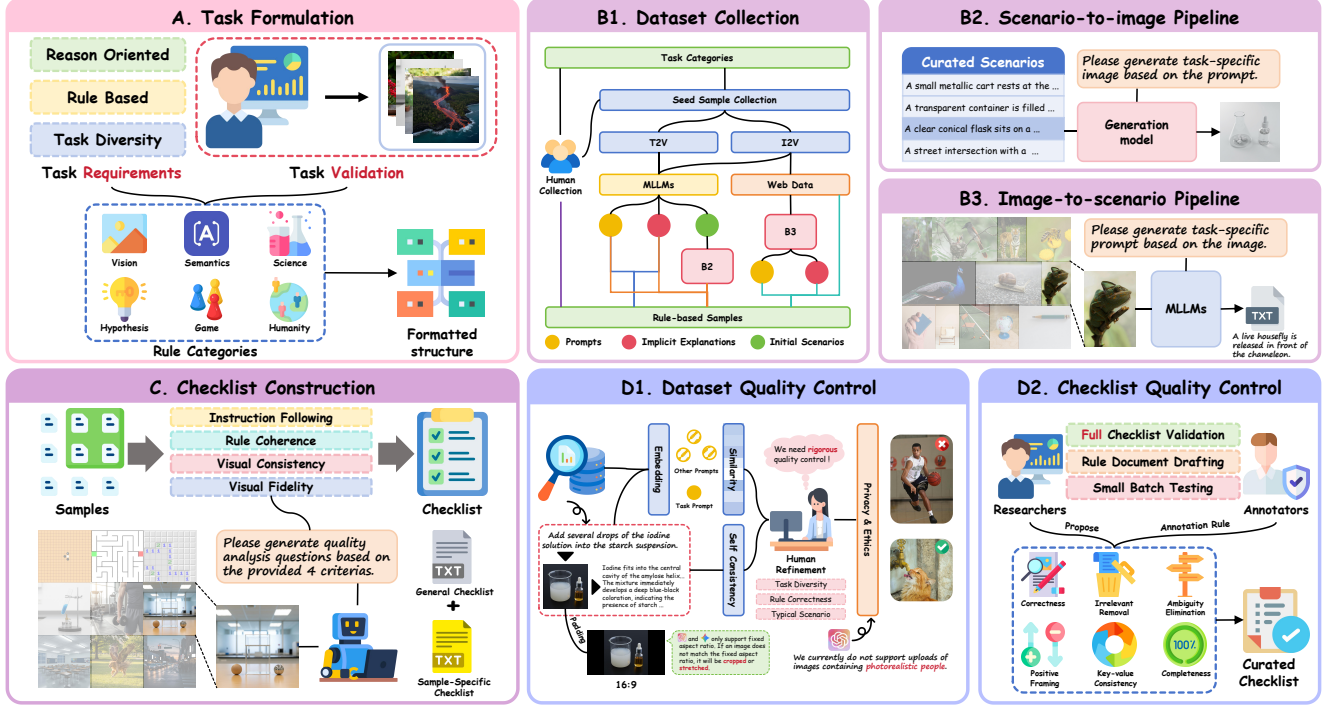 A. Task Formulation
Reason Oriented
Rule Based
Task Diversity
Task Requirements
Task Validation
Vision
Semantics
Science
Hypothesis
Game
Humanity
Rule Categories
Formatted
structure
B1. Dataset Collection
Task Categories
Seed Sample Collection
T2V
I2V
Human
Collection
MLLMs
Web Data
B3
B2
Rule-based Samples
Prompts
Implicit Explanations
Initial Scenarios
B2. Scenario-to-image Pipeline
Curated Scenarios
A small metallic cart rests at the ...
A transparent container is filled ...
A clear conical flask sits on a ...
A street intersection with a ...
Please generate task-specific
image based on the prompt.
Generation
model
B3. Image-to-scenario Pipeline
Please generate task-specific
prompt based on the image.
MLLMs
TXT
A live housefly is
released in front of
the chameleon.
C. Checklist Construction
Samples
Instruction Following
Rule Coherence
Visual Consistency
Visual Fidelity
Checklist
Please generate quality
analysis questions based on
the provided 4 criterias.
TXT
General Checklist
+
TXT
Sample-Specific
Checklist
D1. Dataset Quality Control
Embedding
Other Prompts
Task Prompt
Similarity
Self Consistency
We need rigorous
quality control !
Human
Refinement
Task Diversity
Rule Correctness
Typical Scenario
Privacy & Ethics
Add several drops of the iodine
solution into the starch suspension.
Iodine fits into the central
cavity of the amylose helix...
The mixture immediately
develops a deep blue-black
coloration, indicating the
presence of starch ...
Padding
16:9
and only support fixed
aspect ratio. If an image does
not match the fixed aspect
ratio, it will be cropped or
stretched.
We currently do not support uploads of
images containing photorealistic people.
D2. Checklist Quality Control
Researchers
Full Checklist Validation
Rule Document Drafting
Small Batch Testing
Annotators
Propose
Annotation Rule
Correctness
Irrelevant
Removal
Ambiguity
Elimination
Positive
Framing
Key-value
Consistency
100%
Completeness
Curated
Checklist